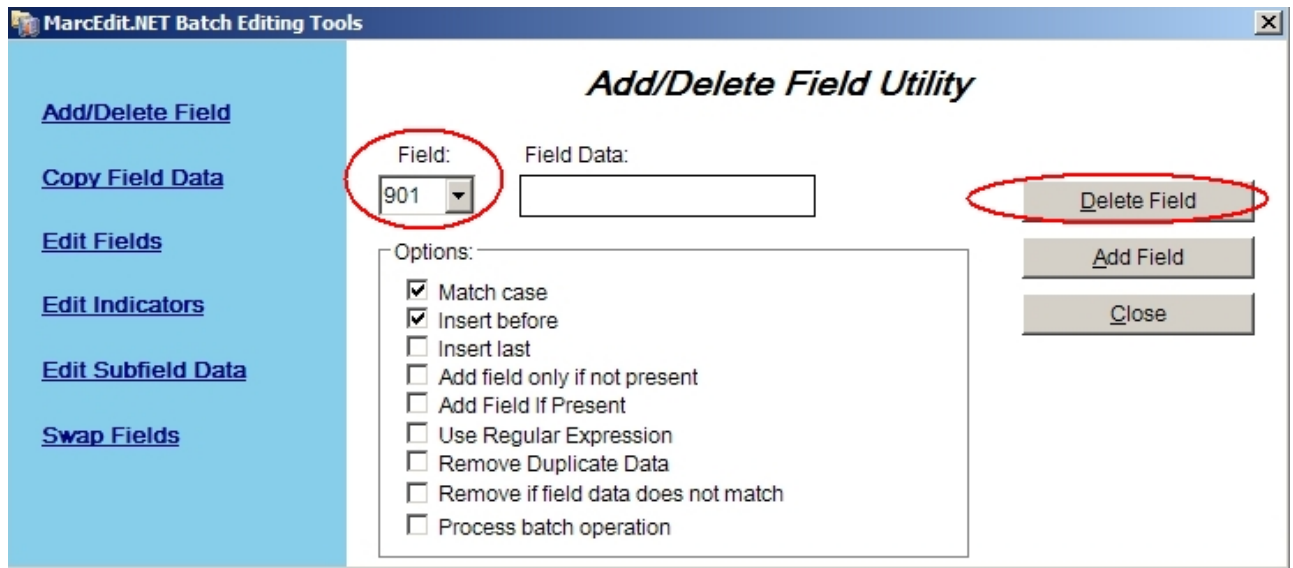 MarcEdit.NET Batch Editing Tools
Add/Delete Field
Copy Field Data
Edit Fields
Edit Indicators
Edit Subfield Data
Swap Fields
Add/Delete Field Utility
Field:
Field Data:
901
Delete Field
Add Field
Close
Options:
Match case
Insert before
Insert last
Add field only if not present
Add Field If Present
Use Regular Expression
Remove Duplicate Data
Remove if field data does not match
Process batch operation